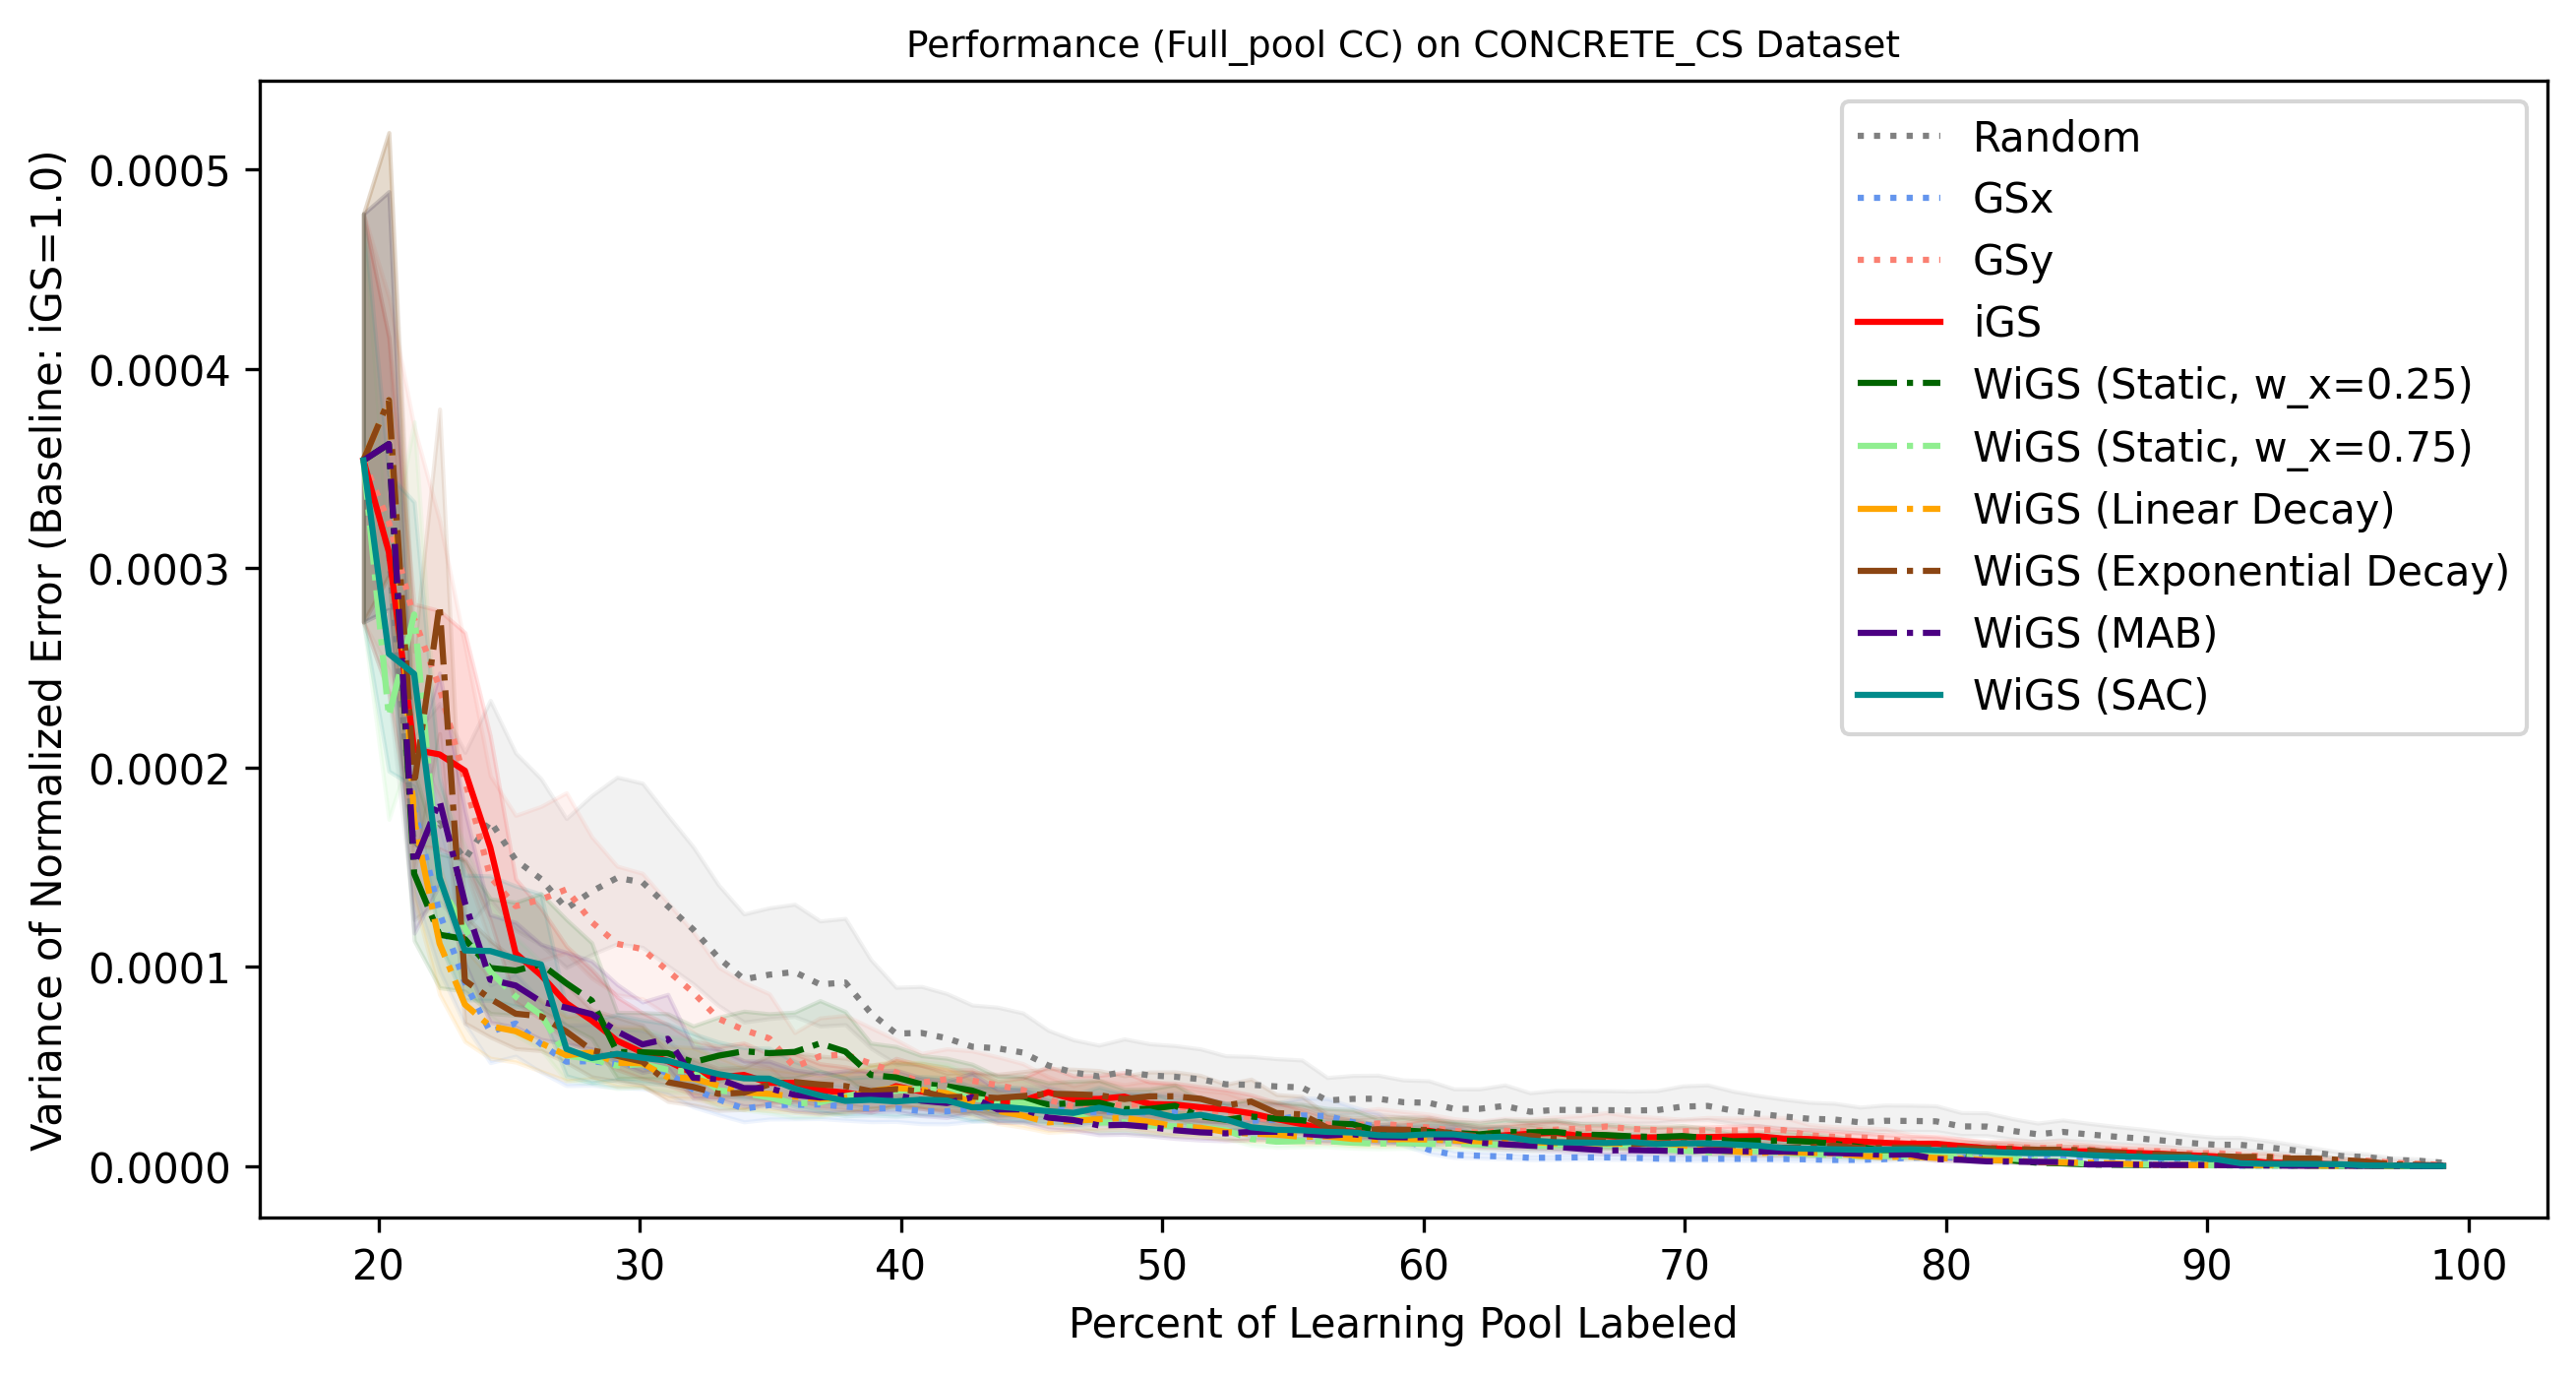 Performance (Full_pool CC) on CONCRETE_CS Dataset
Variance of Normalized Error (Baseline: iGS=1.0)
0.0005
0.0004
0.0003
0.0002
0.0001
0.0000
Random
GSx
GSy
iGS
WiGS (Static, w_x=0.25)
WiGS (Static, w_x=0.75)
WiGS (Linear Decay)
WiGS (Exponential Decay)
WiGS (MAB)
WiGS (SAC)
20 30 40 50 60 70 80 90 100
Percent of Learning Pool Labeled